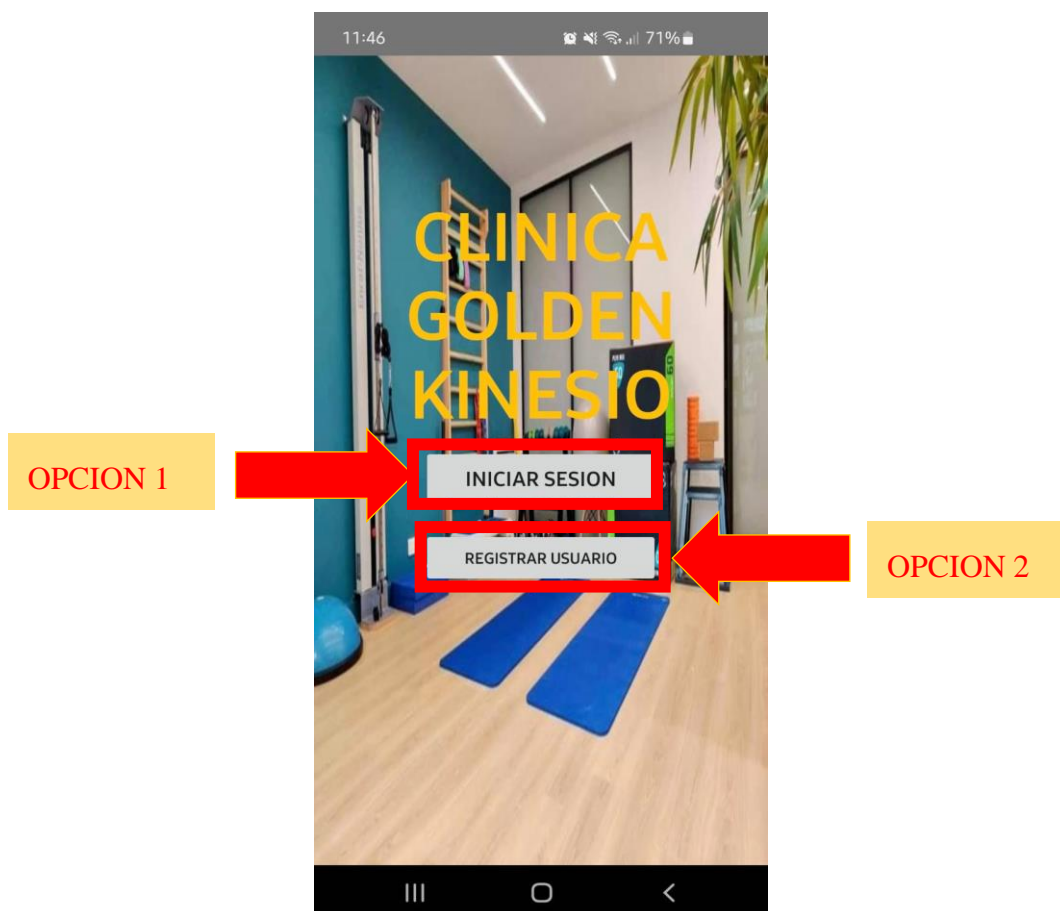 11:46 71%
CLINICA
GOLDEN
KINESIO
OPCION 1
INICIAR SESION
REGISTRAR USUARIO
OPCION 2